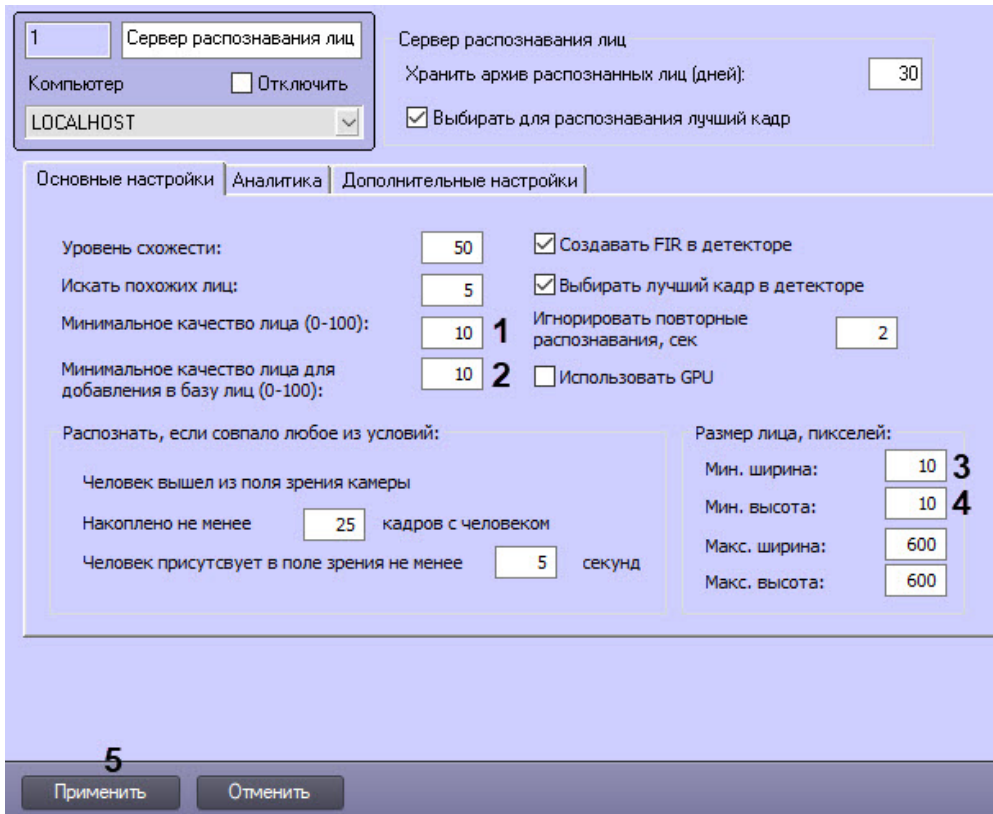 1
Сервер распознавания лиц
Компьютер
Отключить
LOCALHOST
Сервер распознавания лиц
Хранить архив распознанных лиц (дней):
30
Выбирать для распознавания лучший кадр
Основные настройки
Аналитика
Дополнительные настройки
Уровень схожести:
50
Искать похожих лиц:
5
Минимальное качество лица (0-100):
10
1
Минимальное качество лица для
добавления в базу лиц (0-100):
10
2
Создавать FIR в детекторе
Выбирать лучший кадр в детекторе
Игнорировать повторные
распознавания, сек
2
Использовать GPU
Распознать, если совпало любое из условий:
Человек вышел из поля зрения камеры
Накоплено не менее 25 кадров с человеком
Человек присутсвует в поле зрения не менее 5 секунд
Размер лица, пикселей:
Мин. ширина: 10 3
Мин. высота: 10 4
Макс. ширина: 600
Макс. высота: 600
5
Применить
Отменить